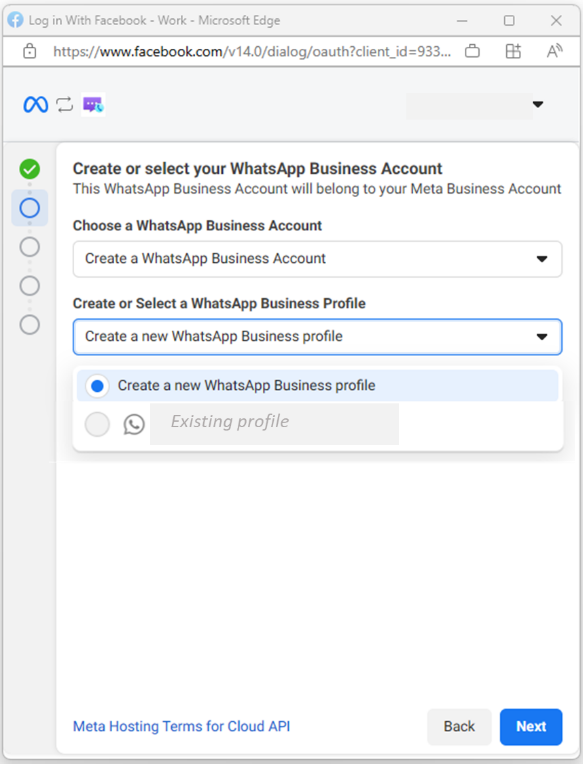 Log in With Facebook - Work - Microsoft Edge
https://www.facebook.com/v14.0/dialog/oauth?client_id=933...
Create or select your WhatsApp Business Account
This WhatsApp Business Account will belong to your Meta Business Account
Choose a WhatsApp Business Account
Create a WhatsApp Business Account
Create or Select a WhatsApp Business Profile
Create a new WhatsApp Business profile
Create a new WhatsApp Business profile
Existing profile
Meta Hosting Terms for Cloud API
Back
Next